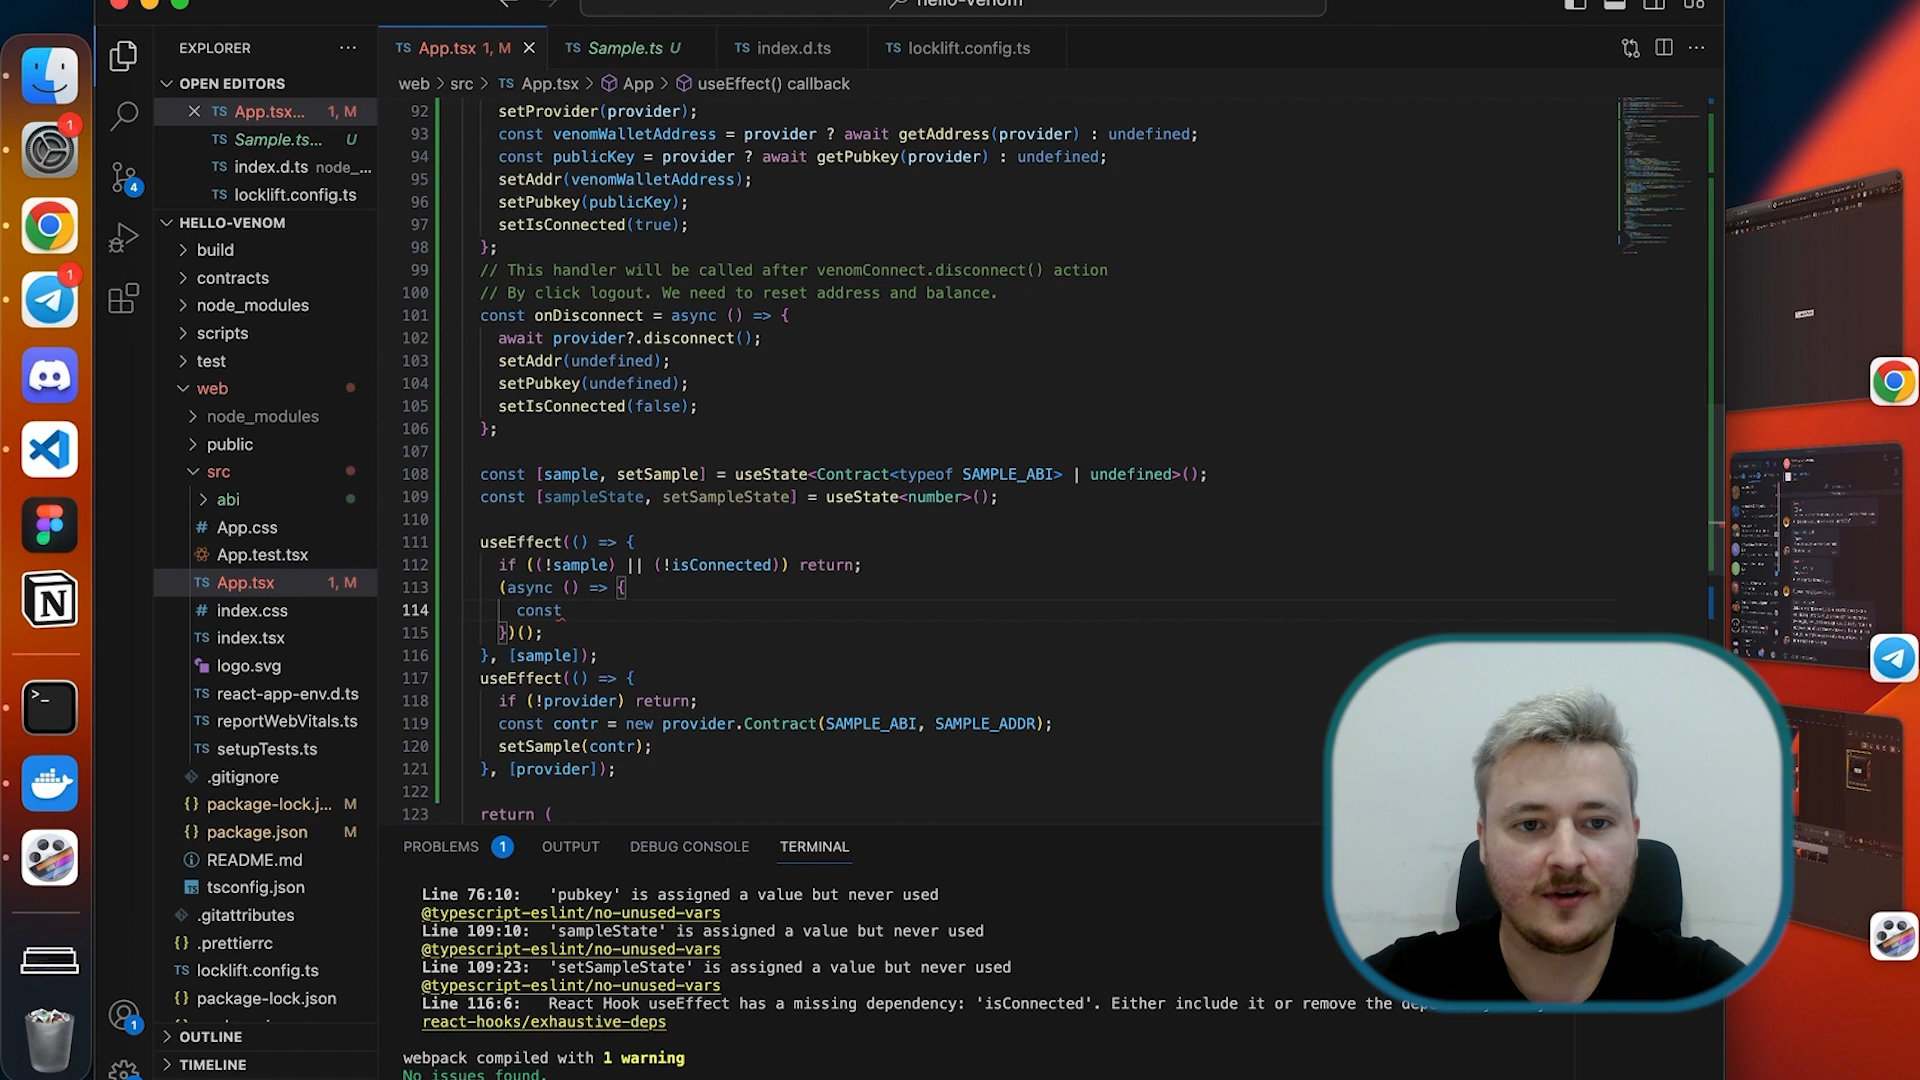 hello-venom
EXPLORER
OPEN EDITORS
TS App.tsx... 1, M
TS Sample.ts... U
TS index.d.ts node_...
TS locklift.config.ts
HELLO-VENOM
build
contracts
node_modules
scripts
test
web
node_modules
public
src
abi
# App.css
App.test.tsx
TS App.tsx 1, M
# index.css
TS index.tsx
logo.svg
TS react-app-env.d.ts
TS reportWebVitals.ts
TS setupTests.ts
.gitignore
{} package-lock.j... M
{} package.json M
README.md
TS tsconfig.json
.gitattributes
{} .prettierrc
TS locklift.config.ts
{} package-lock.json
OUTLINE
TIMELINE
1
1
4
1
TS App.tsx 1, M
TS Sample.ts U
TS index.d.ts
TS locklift.config.ts
web > src > TS App.tsx > App > useEffect() callback
92 setProvider(provider);
93 const venomWalletAddress = provider ? await getAddress(provider) : undefined;
94 const publicKey = provider ? await getPubkey(provider) : undefined;
95 setAddr(venomWalletAddress);
96 setPubkey(publicKey);
97 setIsConnected(true);
98 };
99 // This handler will be called after venomConnect.disconnect() action
100 // By click logout. We need to reset address and balance.
101 const onDisconnect = async () => {
102 await provider?.disconnect();
103 setAddr(undefined);
104 setPubkey(undefined);
105 setIsConnected(false);
106 };
107
108 const [sample, setSample] = useState<Contract<typeof SAMPLE_ABI> | undefined>();
109 const [sampleState, setSampleState] = useState<number>();
110
111 useEffect(() => {
112 if ((!sample) || (!isConnected)) return;
113 (async () => {
114 const
115 })();
116 }, [sample]);
117 useEffect(() => {
118 if (!provider) return;
119 const contr = new provider.Contract(SAMPLE_ABI, SAMPLE_ADDR);
120 setSample(contr);
121 }, [provider]);
122
123 return (
PROBLEMS 1 OUTPUT DEBUG CONSOLE TERMINAL
Line 76:10: 'pubkey' is assigned a value but never used
@typescript-eslint/no-unused-vars
Line 109:10: 'sampleState' is assigned a value but never used
@typescript-eslint/no-unused-vars
Line 109:23: 'setSampleState' is assigned a value but never used
@typescript-eslint/no-unused-vars
Line 116:6: React Hook useEffect has a missing dependency: 'isConnected'. Either include it or remove the
react-hooks/exhaustive-deps
webpack compiled with 1 warning
No issues found.